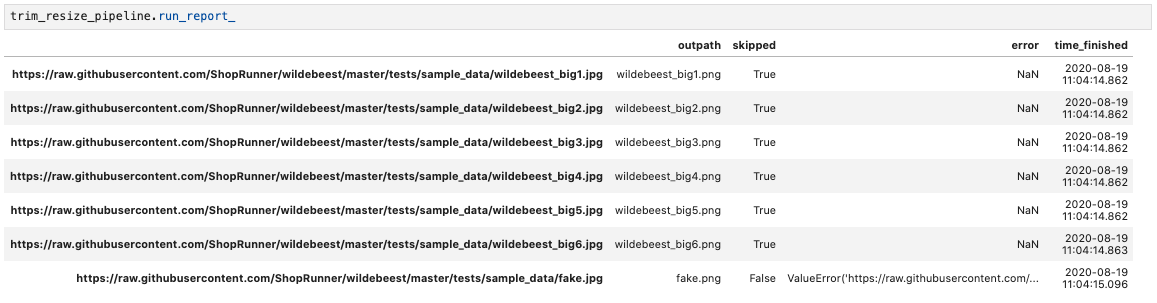 trim_resize_pipeline.run_report_
outpath skipped error time_finished
https://raw.githubusercontent.com/ShopRunner/wildebeest/master/tests/sample_data/wildebeest_big1.jpg wildebeest_big1.png True NaN 2020-08-19 11:04:14.862
https://raw.githubusercontent.com/ShopRunner/wildebeest/master/tests/sample_data/wildebeest_big2.jpg wildebeest_big2.png True NaN 2020-08-19 11:04:14.862
https://raw.githubusercontent.com/ShopRunner/wildebeest/master/tests/sample_data/wildebeest_big3.jpg wildebeest_big3.png True NaN 2020-08-19 11:04:14.862
https://raw.githubusercontent.com/ShopRunner/wildebeest/master/tests/sample_data/wildebeest_big4.jpg wildebeest_big4.png True NaN 2020-08-19 11:04:14.862
https://raw.githubusercontent.com/ShopRunner/wildebeest/master/tests/sample_data/wildebeest_big5.jpg wildebeest_big5.png True NaN 2020-08-19 11:04:14.862
https://raw.githubusercontent.com/ShopRunner/wildebeest/master/tests/sample_data/wildebeest_big6.jpg wildebeest_big6.png True NaN 2020-08-19 11:04:14.863
https://raw.githubusercontent.com/ShopRunner/wildebeest/master/tests/sample_data/fake.jpg fake.png False ValueError('https://raw.githubusercontent.com/... 2020-08-19 11:04:15.096